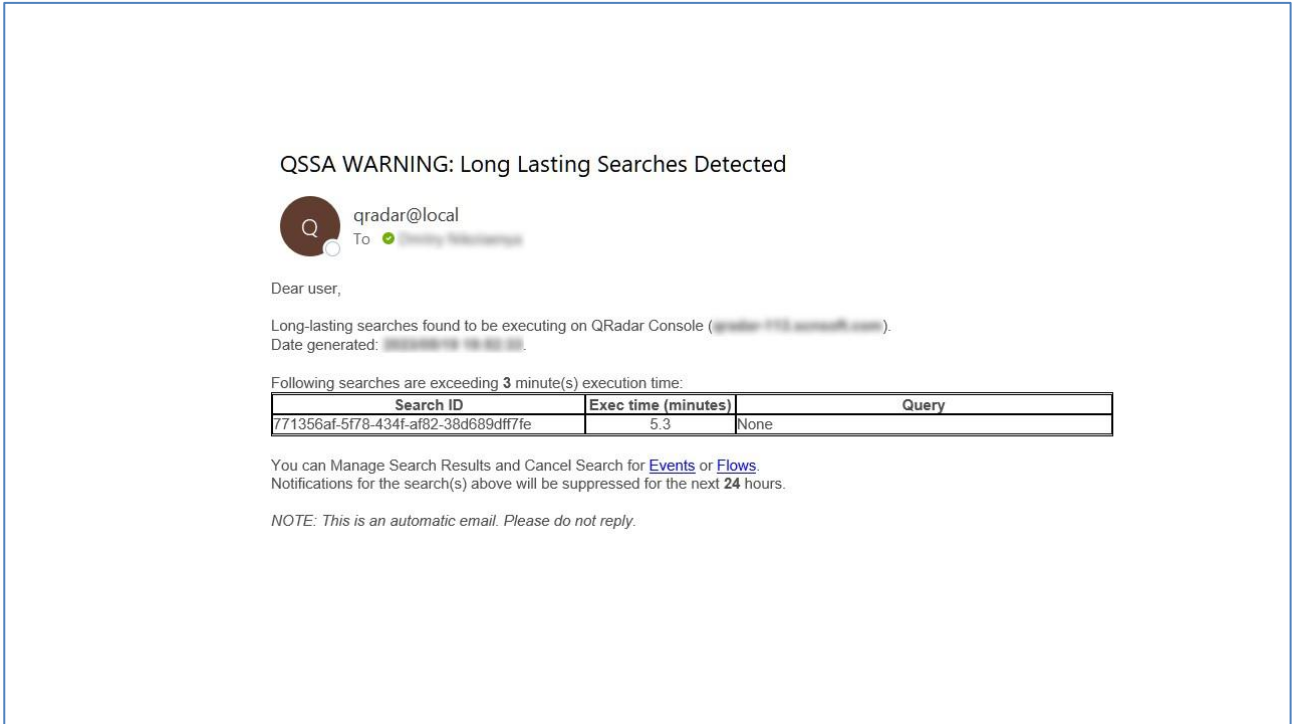 QSSA WARNING: Long Lasting Searches Detected
Q
qradar@local
To
Dear user,
Long-lasting searches found to be executing on QRadar Console ( ).
Date generated: .
Following searches are exceeding 3 minute(s) execution time:
Search ID Exec time (minutes) Query
771356af-5f78-434f-af82-38d689dff7fe 5.3 None
You can Manage Search Results and Cancel Search for Events or Flows.
Notifications for the search(s) above will be suppressed for the next 24 hours.
NOTE: This is an automatic email. Please do not reply.